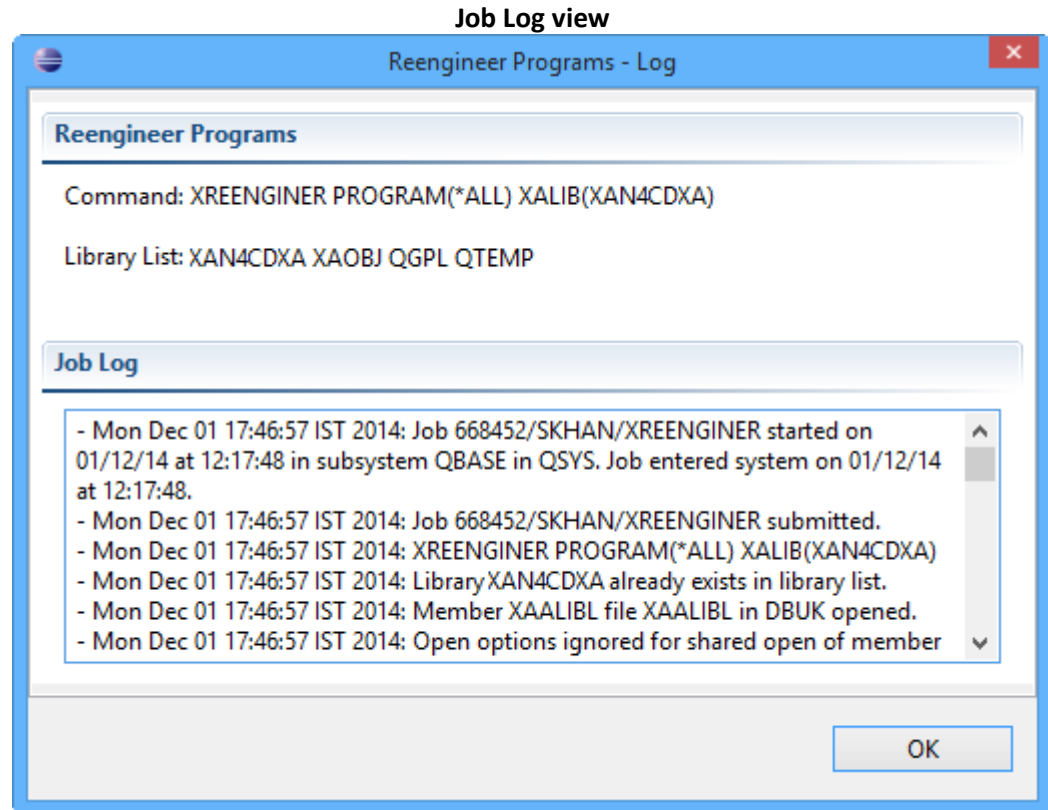 Job Log view
Reengineer Programs - Log
Reengineer Programs
Command: XREENGINER PROGRAM(*ALL) XALIB(XAN4CDXA)
Library List: XAN4CDXA XAOBJ QGPL QTEMP
Job Log
- Mon Dec 01 17:46:57 IST 2014: Job 668452/SKHAN/XREENGINER started on
01/12/14 at 12:17:48 in subsystem QBASE in QSYS. Job entered system on 01/12/14
at 12:17:48.
- Mon Dec 01 17:46:57 IST 2014: Job 668452/SKHAN/XREENGINER submitted.
- Mon Dec 01 17:46:57 IST 2014: XREENGINER PROGRAM(*ALL) XALIB(XAN4CDXA)
- Mon Dec 01 17:46:57 IST 2014: Library XAN4CDXA already exists in library list.
- Mon Dec 01 17:46:57 IST 2014: Member XAALIBL file XAALIBL in DBUK opened.
- Mon Dec 01 17:46:57 IST 2014: Open options ignored for shared open of member
OK